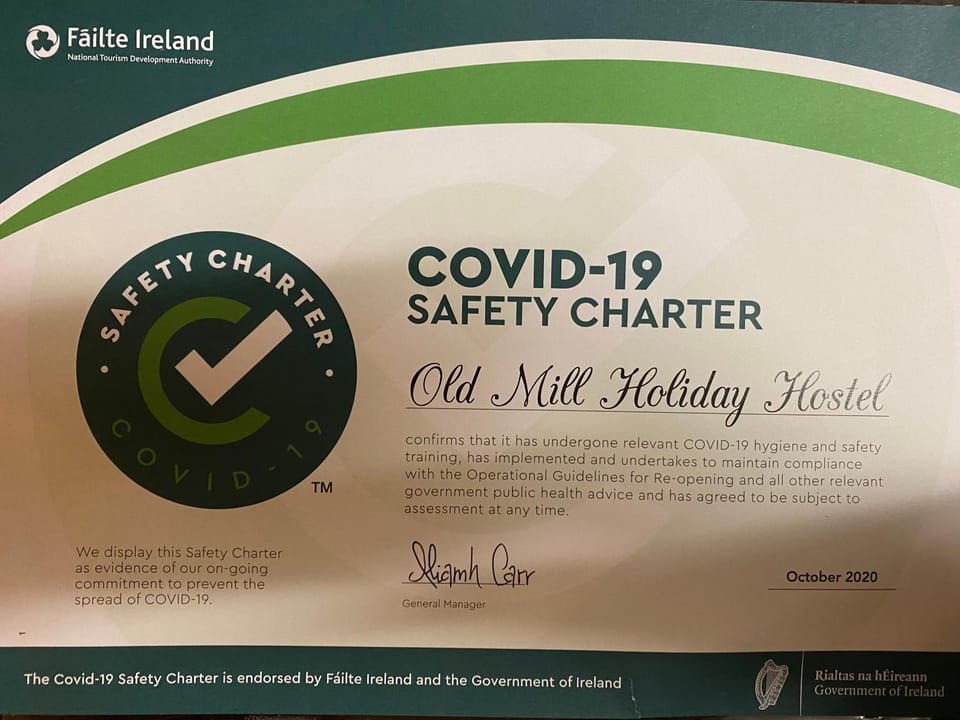 Fáilte Ireland
National Tourism Development Authority
SAFETY CHARTER
COVID-19
TM
COVID-19
SAFETY CHARTER
Old Mill Holiday Hostel
confirms that it has undergone relevant COVID-19 hygiene and safety
training, has implemented and undertakes to maintain compliance
with the Operational Guidelines for Re-opening and all other relevant
government public health advice and has agreed to be subject to
assessment at any time.
We display this Safety Charter
as evidence of our on-going
commitment to prevent the
spread of COVID-19.
Niamh Carr
General Manager
October 2020
The Covid-19 Safety Charter is endorsed by Fáilte Ireland and the Government of Ireland
Rialtas na hÉireann
Government of Ireland